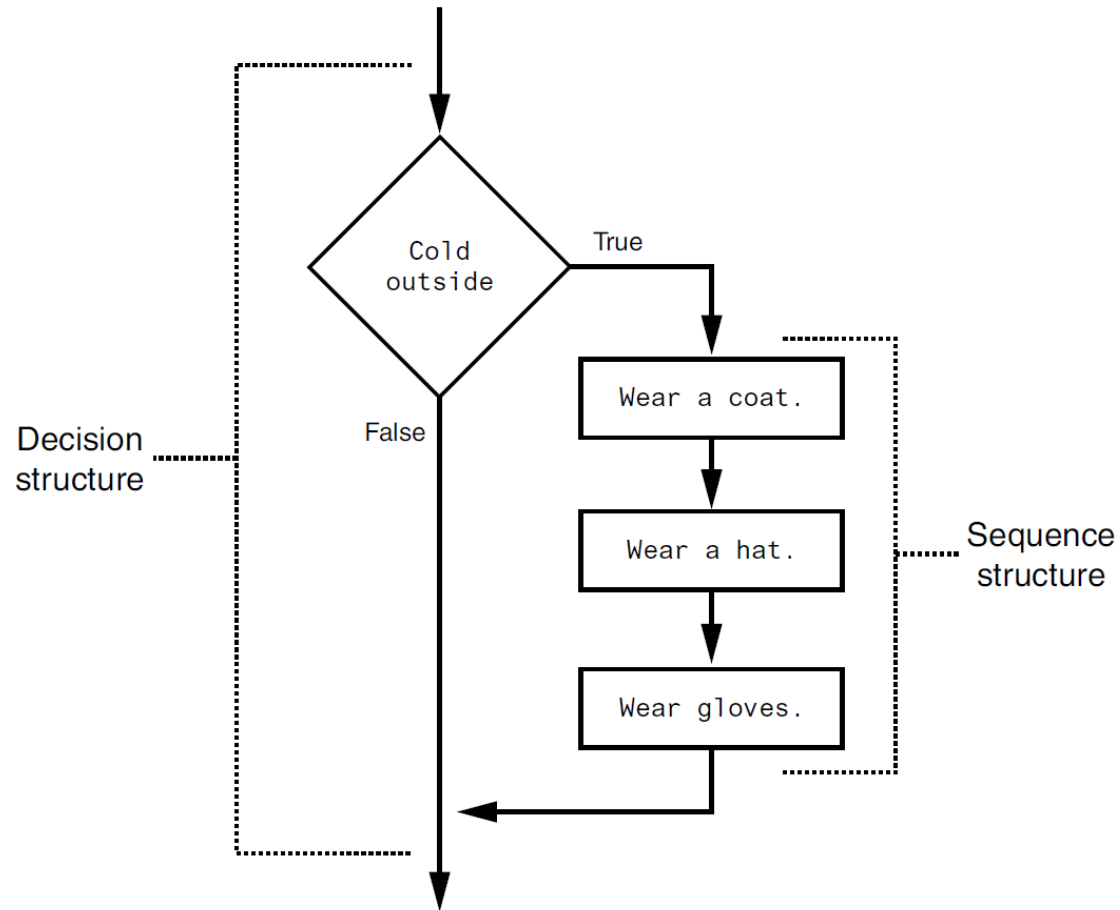 Cold
outside
True
False
Decision
structure
Wear a coat.
Wear a hat.
Wear gloves.
Sequence
structure